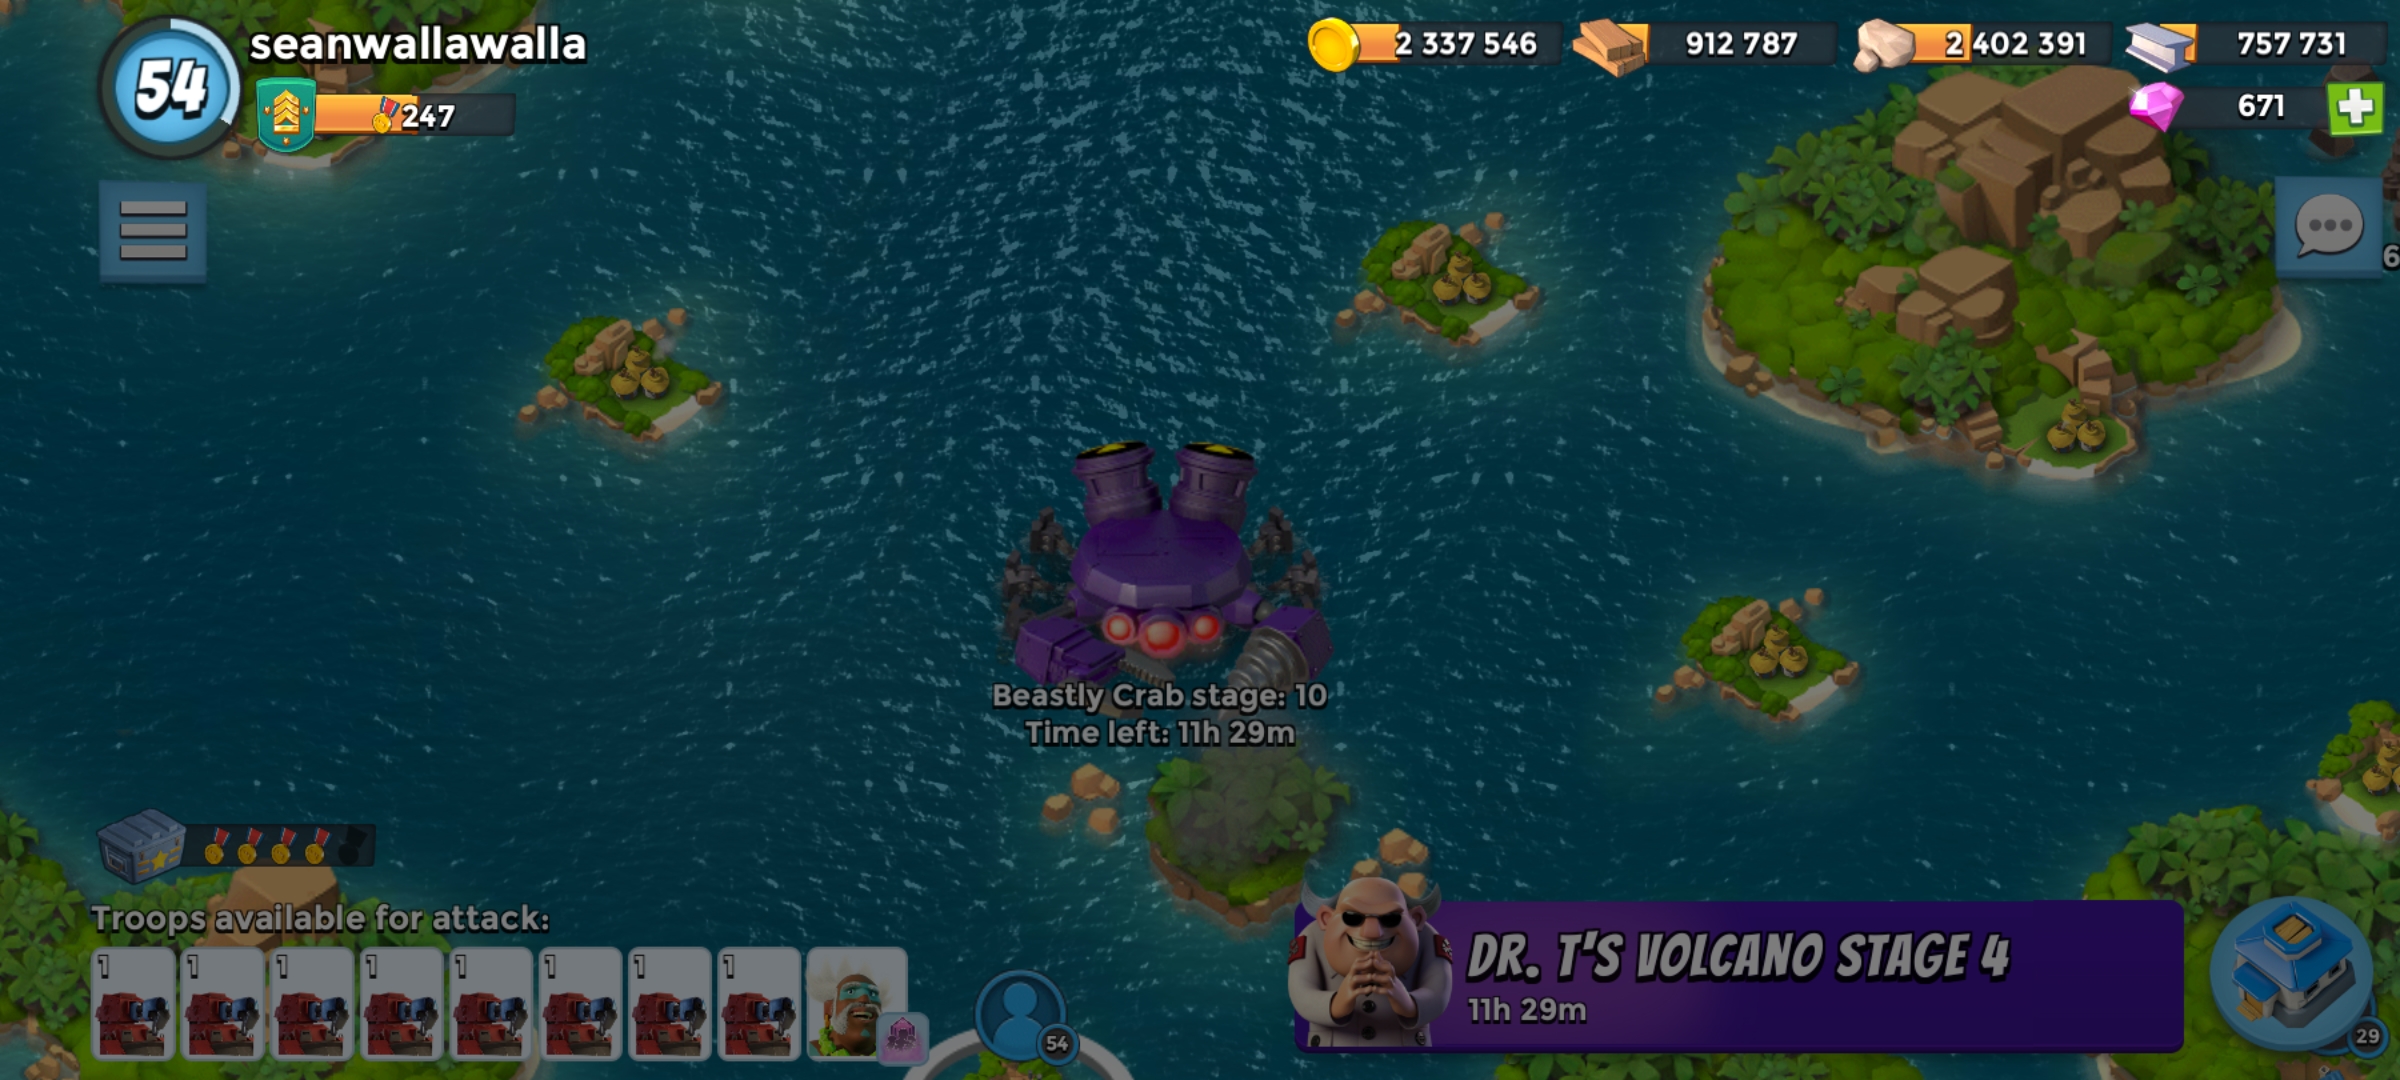 54
seanwallawalla
247
2 337 546
912 787
2 402 391
757 731
671
6
Beastly Crab stage: 10
Time left: 11h 29m
Troops available for attack:
1 1 1 1 1 1 1 1
54
DR. T'S VOLCANO STAGE 4
11h 29m
29